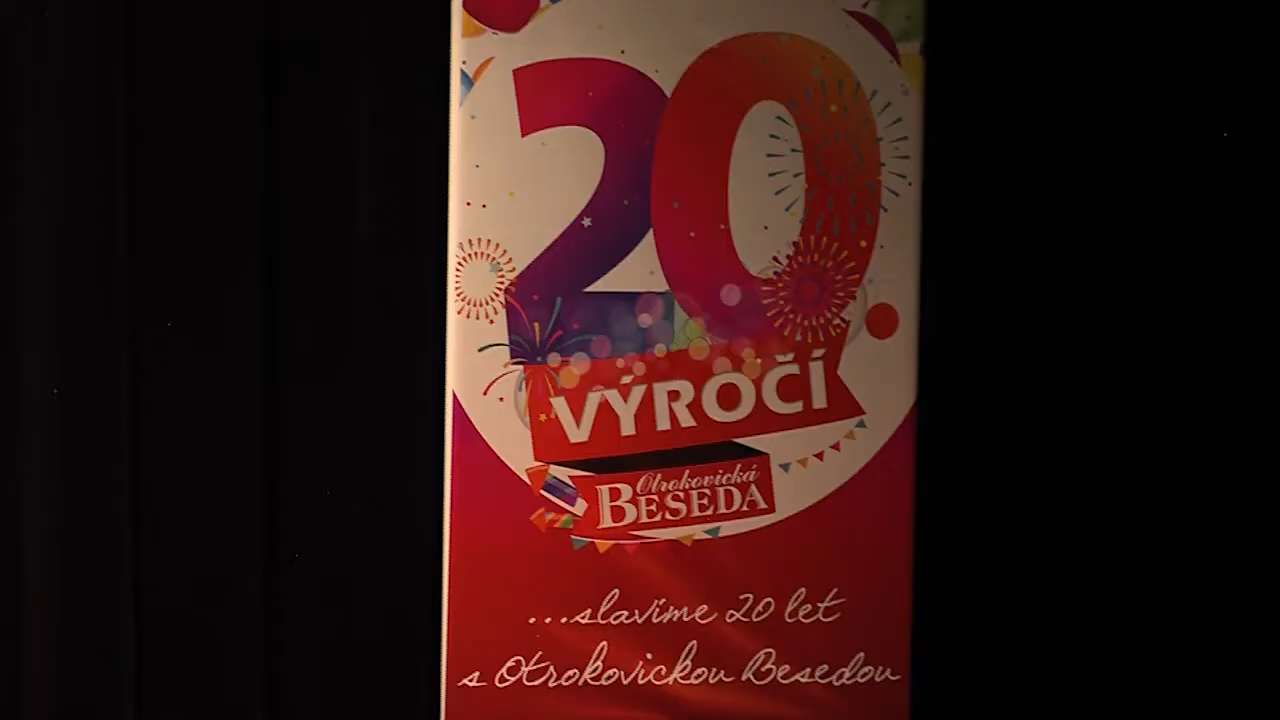 20
VÝROČÍ
Otrokovická
BESEDA
...slavíme 20 let
s Otrokovickou Besedou